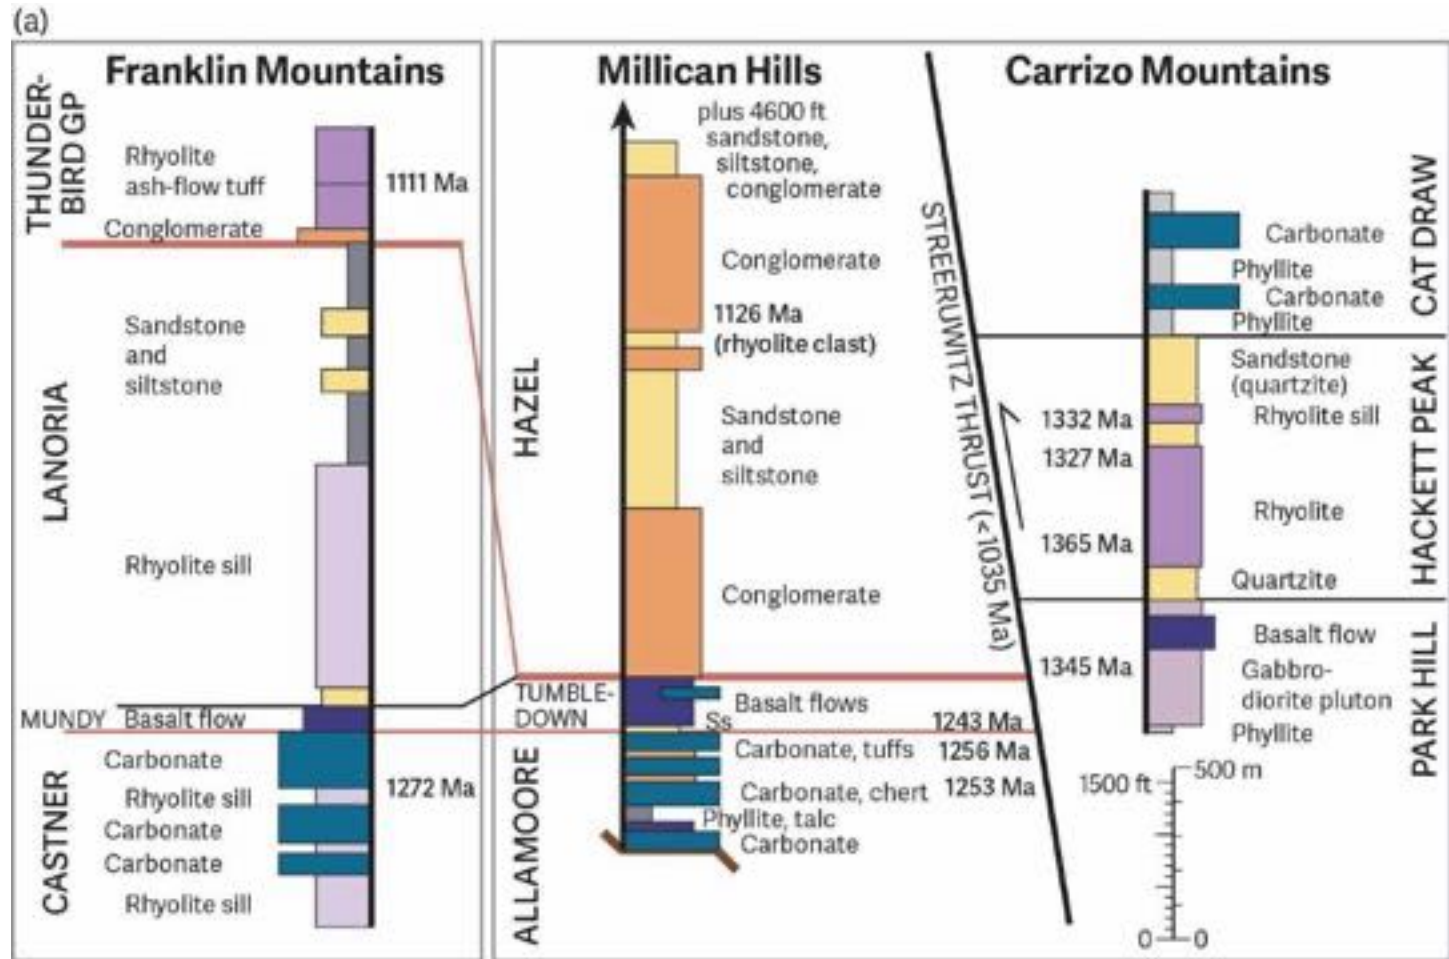 (a)
Franklin Mountains
THUNDER-
BIRD GP
Rhyolite
ash-flow tuff
1111 Ma
Conglomerate
LANORIA
Sandstone
and
siltstone
Rhyolite sill
MUNDY
Basalt flow
CASTNER
Carbonate
1272 Ma
Rhyolite sill
Carbonate
Carbonate
Rhyolite sill
Millican Hills
plus 4600 ft
sandstone,
siltstone,
conglomerate
Conglomerate
1126 Ma
(rhyolite clast)
HAZEL
Sandstone
and
siltstone
Conglomerate
TUMBLE-
DOWN
Basalt flows
Ss
1243 Ma
ALLAMOORE
Carbonate, tuffs
1256 Ma
Carbonate, chert
1253 Ma
Phyllite, talc
Carbonate
STREERUWITZ THRUST (<1035 Ma)
Carrizo Mountains
CAT DRAW
Carbonate
Phyllite
Carbonate
Phyllite
HACKETT PEAK
Sandstone
(quartzite)
1332 Ma
Rhyolite sill
1327 Ma
Rhyolite
1365 Ma
Quartzite
PARK HILL
Basalt flow
1345 Ma
Gabbro-
diorite pluton
Phyllite
1500 ft
500 m
0
0